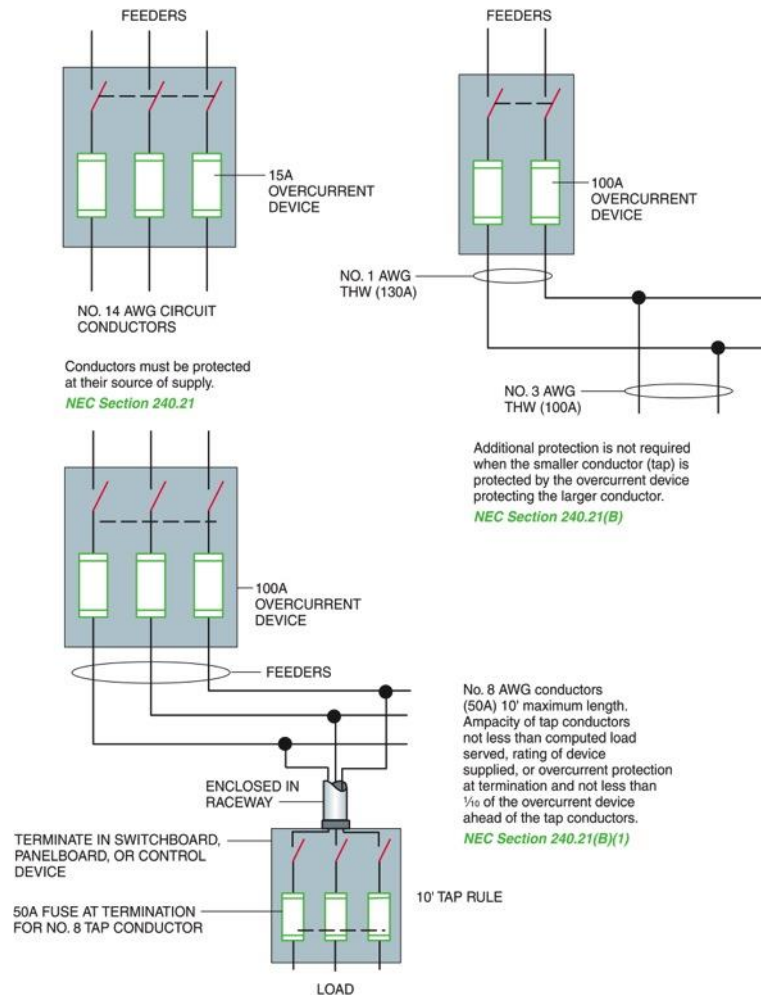 FEEDERS
15A
OVERCURRENT
DEVICE
NO. 14 AWG CIRCUIT
CONDUCTORS
Conductors must be protected
at their source of supply.
NEC Section 240.21
FEEDERS
100A
OVERCURRENT
DEVICE
NO. 1 AWG
THW (130A)
NO. 3 AWG
THW (100A)
Additional protection is not required
when the smaller conductor (tap) is
protected by the overcurrent device
protecting the larger conductor.
NEC Section 240.21(B)
100A
OVERCURRENT
DEVICE
FEEDERS
ENCLOSED IN
RACEWAY
TERMINATE IN SWITCHBOARD,
PANELBOARD, OR CONTROL
DEVICE
50A FUSE AT TERMINATION
FOR NO. 8 TAP CONDUCTOR
LOAD
10' TAP RULE
No. 8 AWG conductors
(50A) 10' maximum length.
Ampacity of tap conductors
not less than computed load
served, rating of device
supplied, or overcurrent protection
at termination and not less than
1/10 of the overcurrent device
ahead of the tap conductors.
NEC Section 240.21(B)(1)